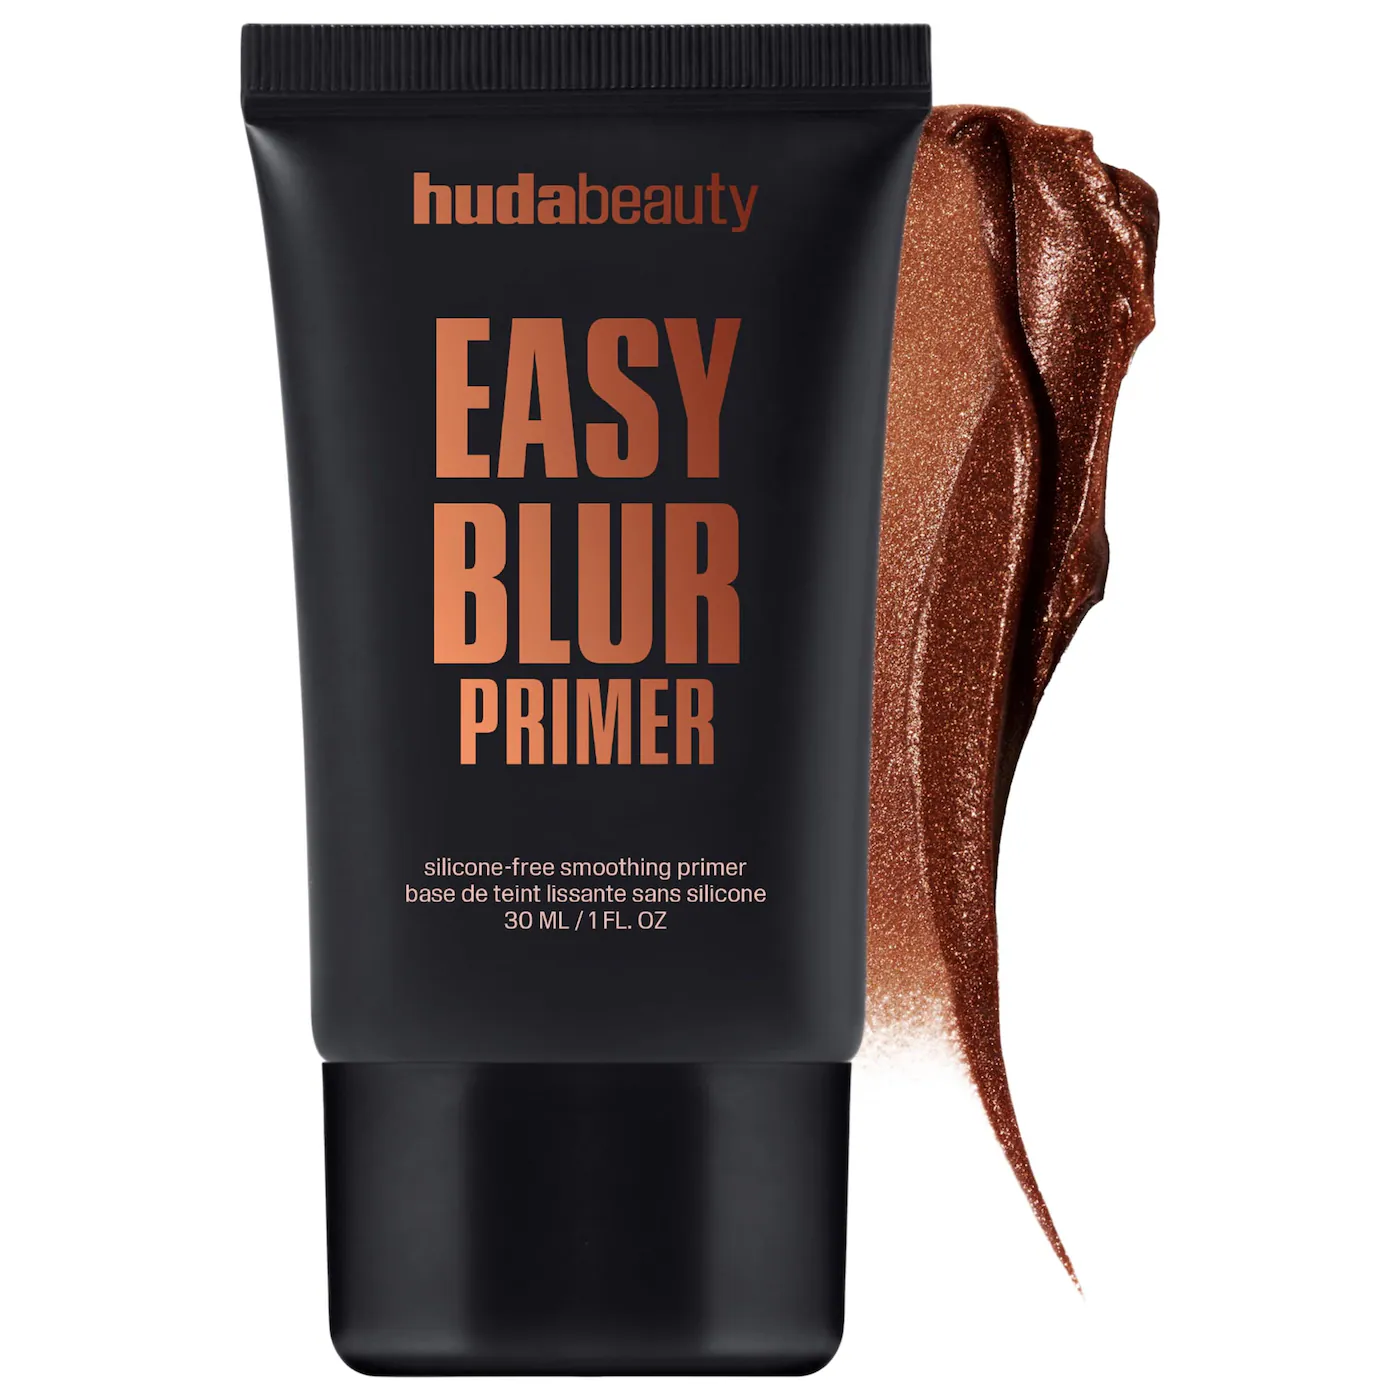 hudabeauty
EASY
BLUR
PRIMER
silicone-free smoothing primer
base de teint lissante sans silicone
30 ML / 1 FL. OZ